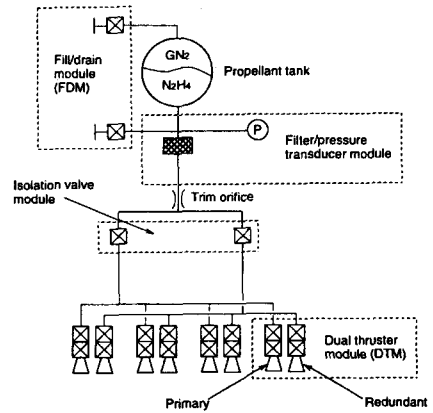 Fill/drain
module
(FDM)
GN2
N2H4
Propellant tank
P
Filter/pressure
transducer module
Isolation valve
module
Trim orifice
Dual thruster
module (DTM)
Primary
Redundant